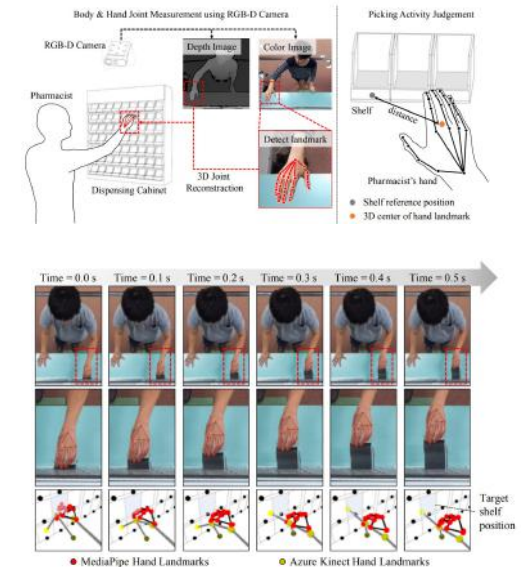 Body & Hand Joint Measurement using RGB-D Camera
RGB-D Camera
Depth Image
Color Image
Pharmacist
Detect landmark
Dispensing Cabinet
3D Joint
Reconstruction
Picking Activity Judgement
Shelf
distance
Pharmacist's hand
Shelf reference position
3D center of hand landmark
Time = 0.0 s
Time = 0.1 s
Time = 0.2 s
Time = 0.3 s
Time = 0.4 s
Time = 0.5 s
Target
shelf
position
MediaPipe Hand Landmarks
Azure Kinect Hand Landmarks